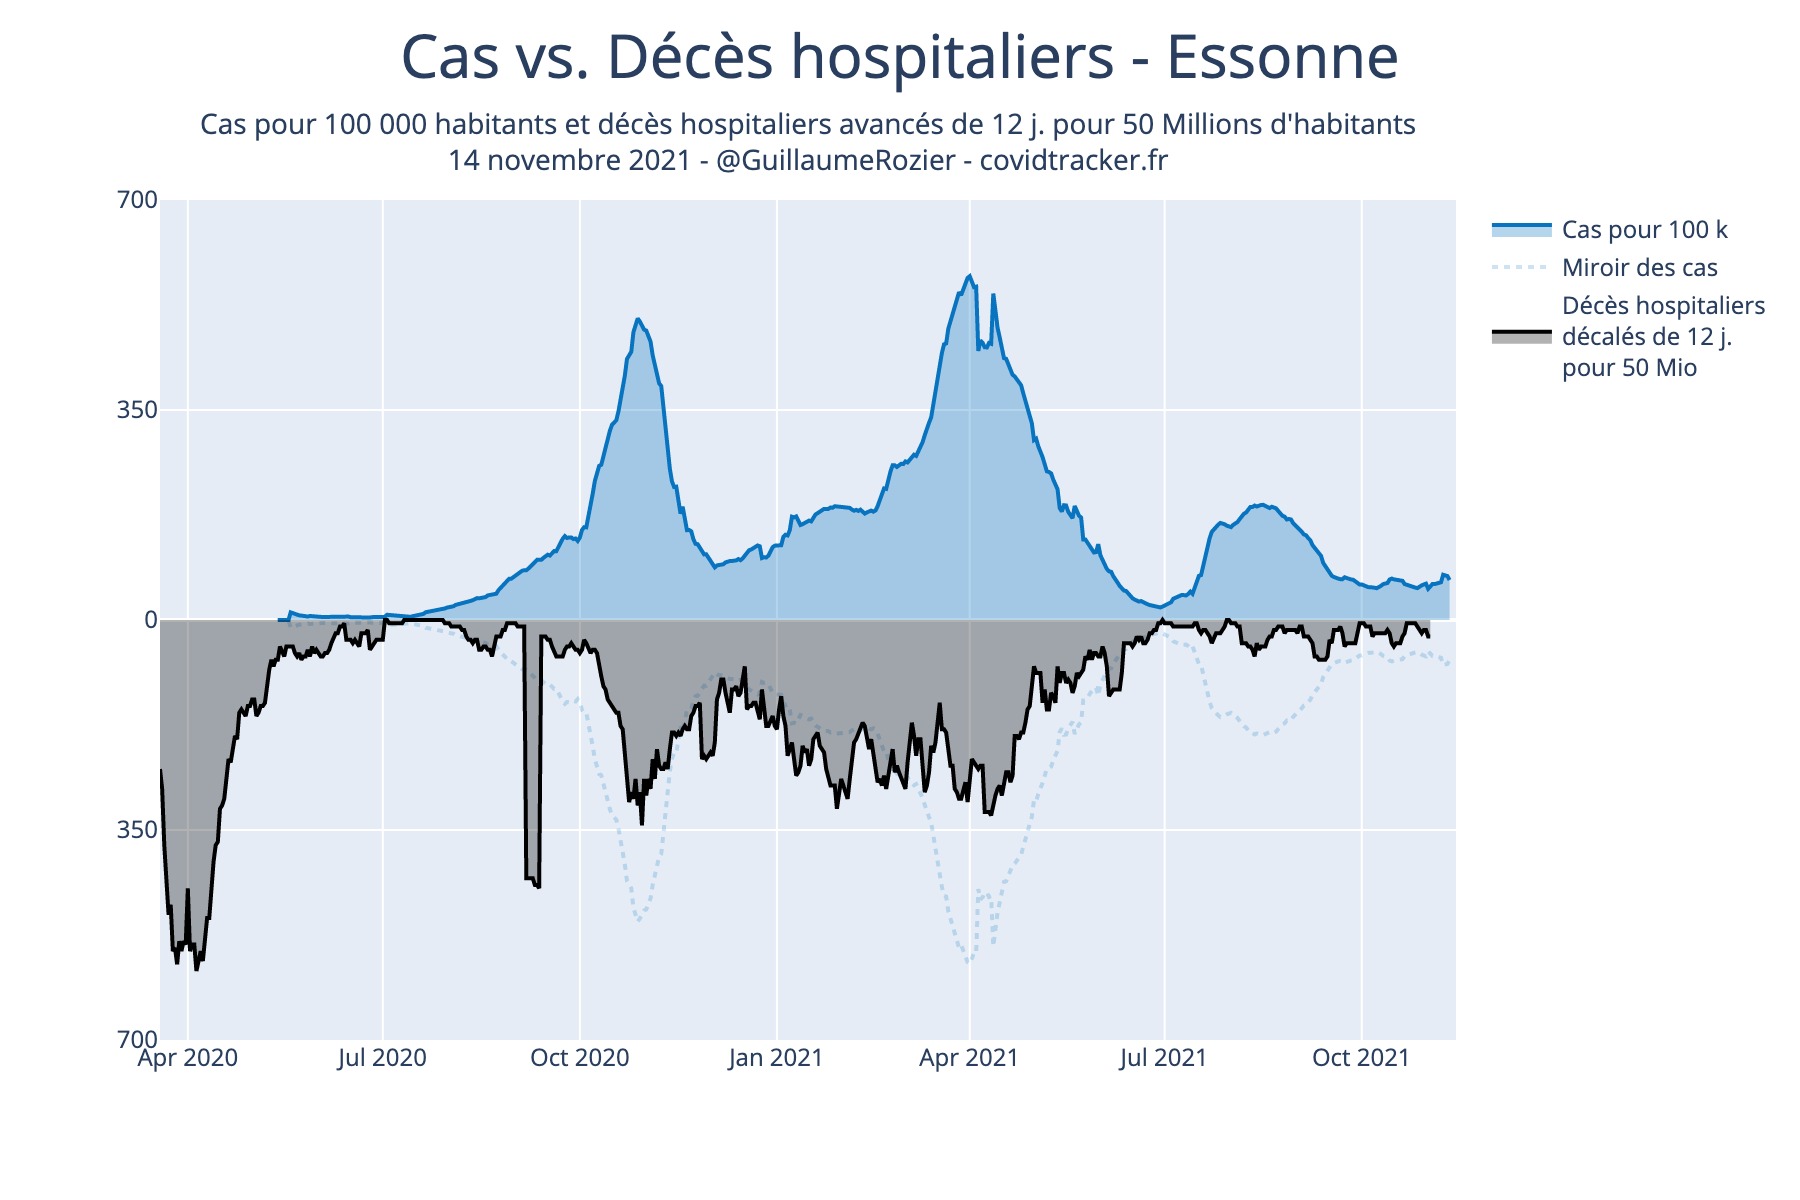 Cas vs. Décès hospitaliers - Essonne
Cas pour 100 000 habitants et décès hospitaliers avancés de 12 j. pour 50 Millions d'habitants
14 novembre 2021 - @GuillaumeRozier - covidtracker.fr
700
350
0
350
700
Apr 2020
Jul 2020
Oct 2020
Jan 2021
Apr 2021
Jul 2021
Oct 2021
Cas pour 100 k
Miroir des cas
Décès hospitaliers
décalés de 12 j.
pour 50 Mio